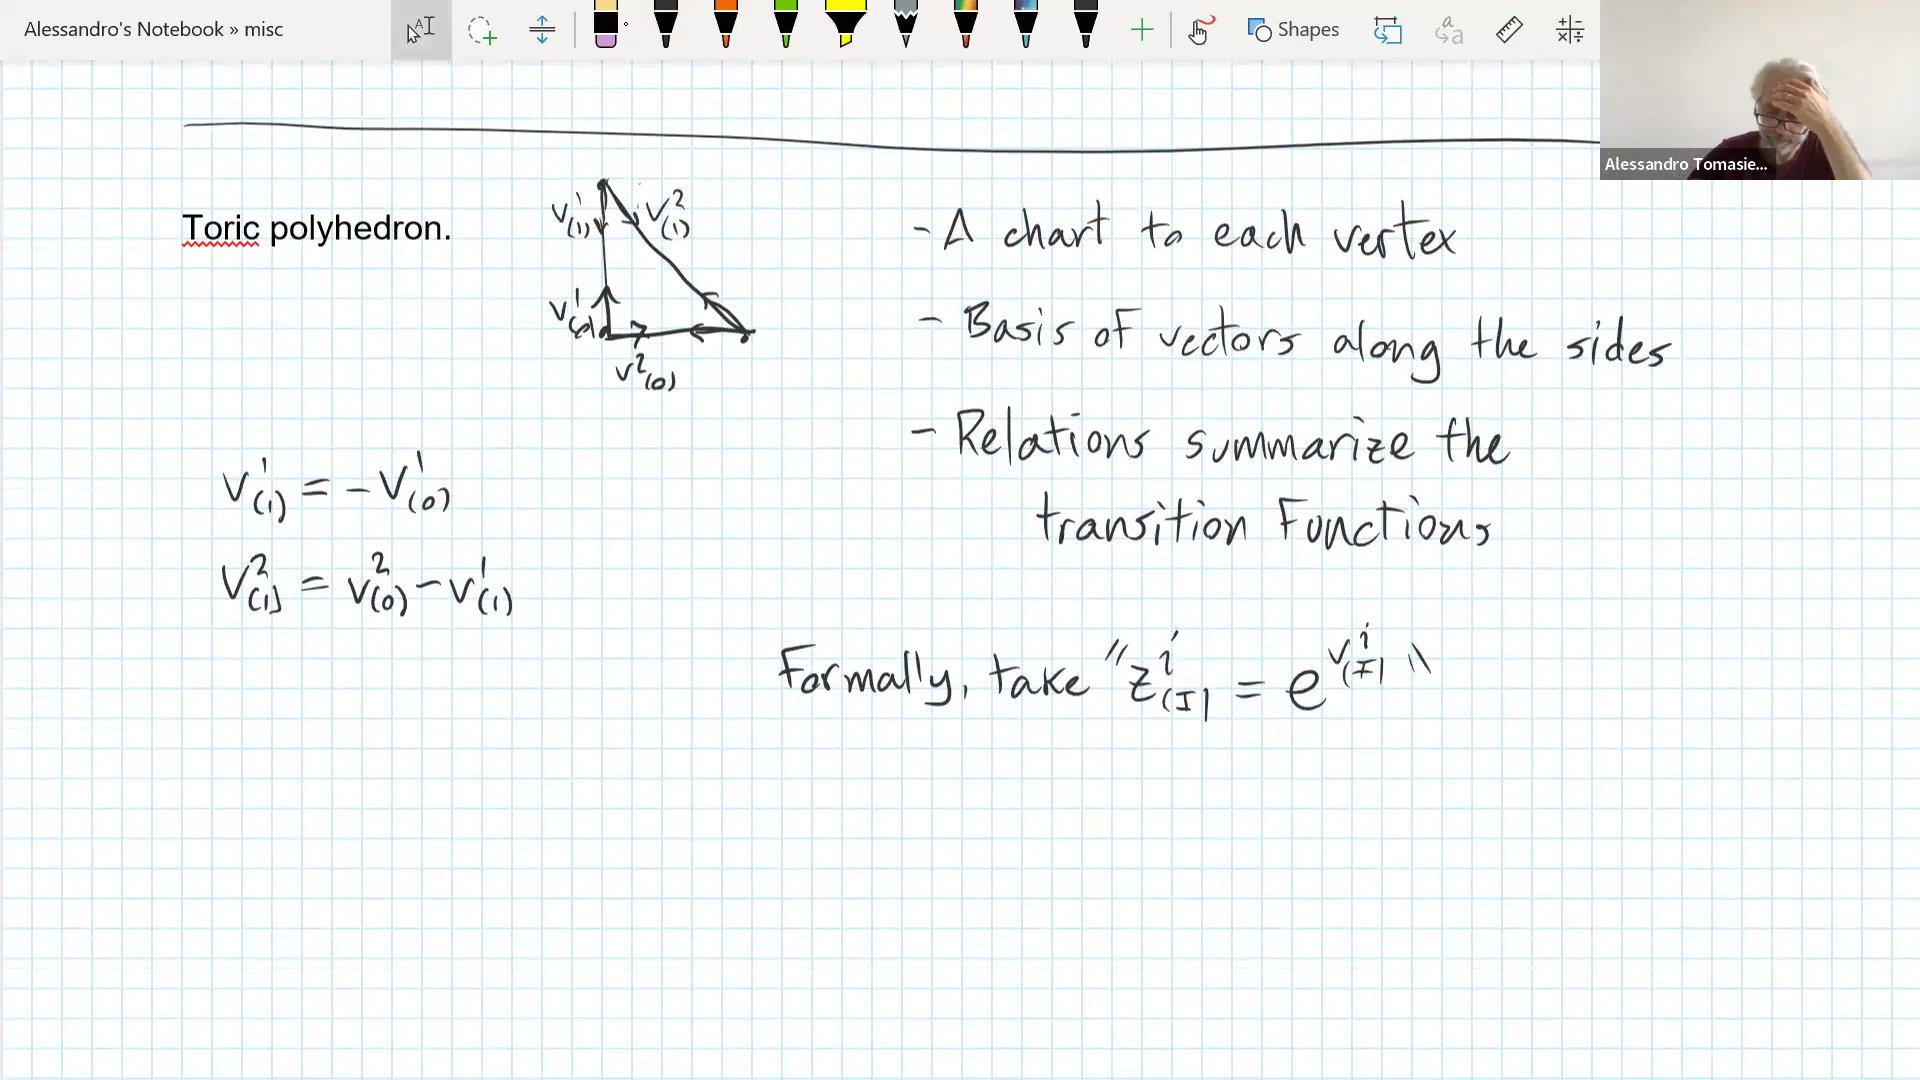 Alessandro's Notebook » misc
Shapes
Alessandro Tomasie...
Toric polyhedron.
v¹₍₁₎ v²₍₁₎
v¹₍₀₎
v²₍₀₎
- A chart to each vertex
- Basis of vectors along the sides
- Relations summarize the
transition functions
v¹₍₁₎ = -v¹₍₀₎
v²₍₁₎ = v²₍₀₎ - v¹₍₁₎
Formally, take "z^i_(I) = e^{v^i_(I)}"